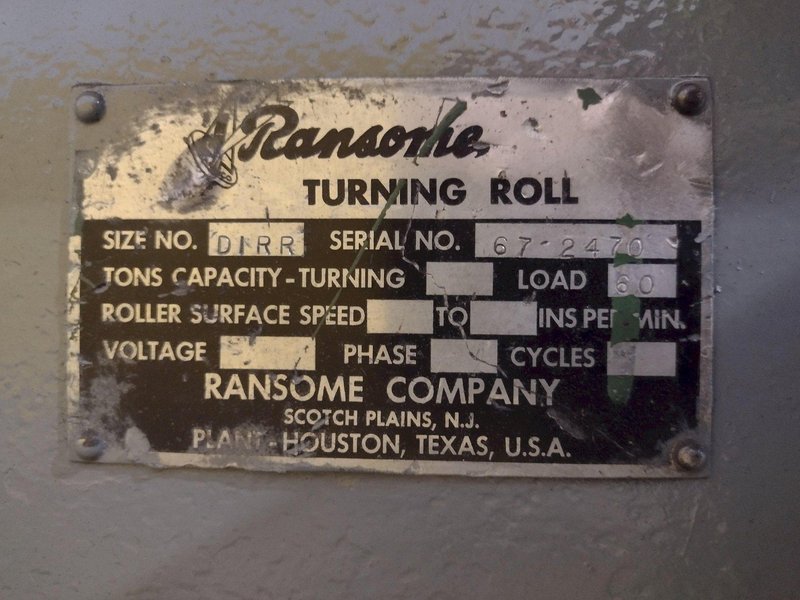 Ransome
TURNING ROLL
SIZE NO. DIRR SERIAL NO. 67-2470
TONS CAPACITY-TURNING LOAD 60
ROLLER SURFACE SPEED TO INS PER MIN.
VOLTAGE PHASE CYCLES
RANSOME COMPANY
SCOTCH PLAINS, N.J.
PLANT-HOUSTON, TEXAS, U.S.A.